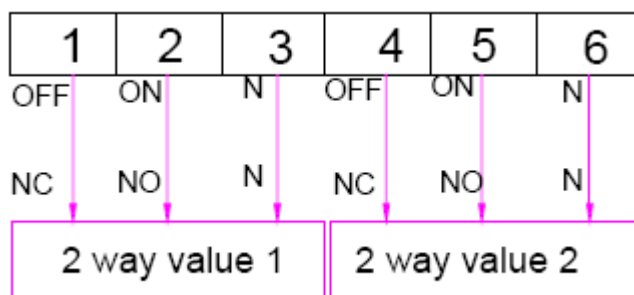 1 2 3 4 5 6
OFF ON N OFF ON N
NC NO N NC NO N
2 way value 1 2 way value 2